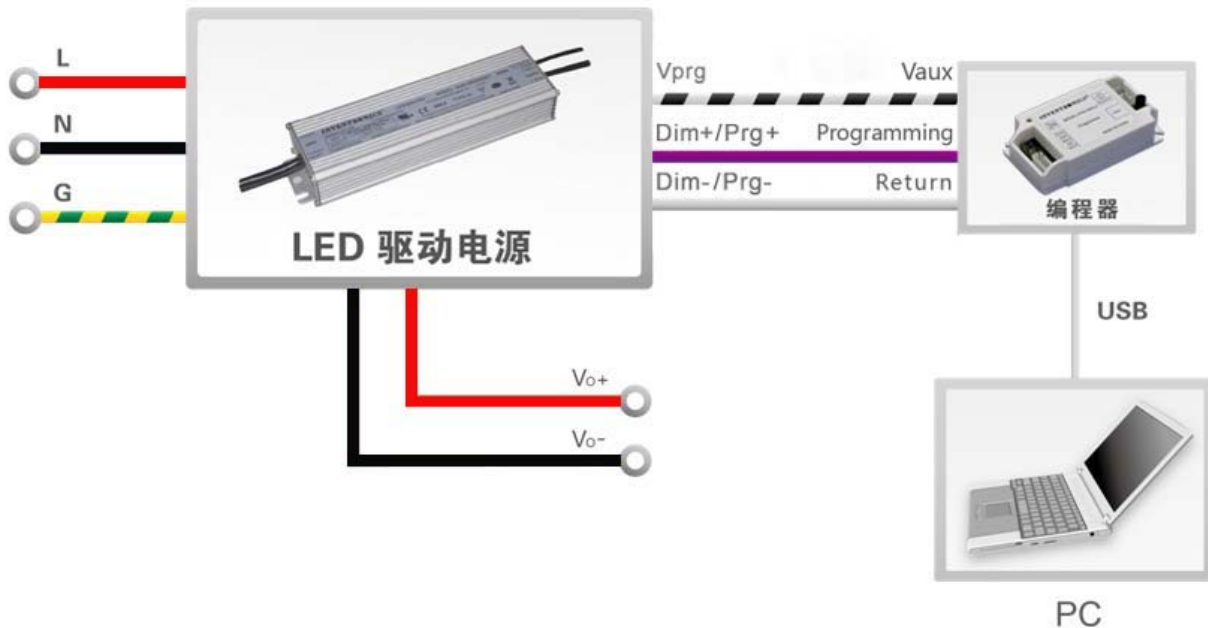 L
N
G
LED 驱动电源
Vprg
Vaux
Dim+/Prg+
Programming
Dim-/Prg-
Return
INVENTRONICS
编程器
USB
Vo+
Vo-
PC